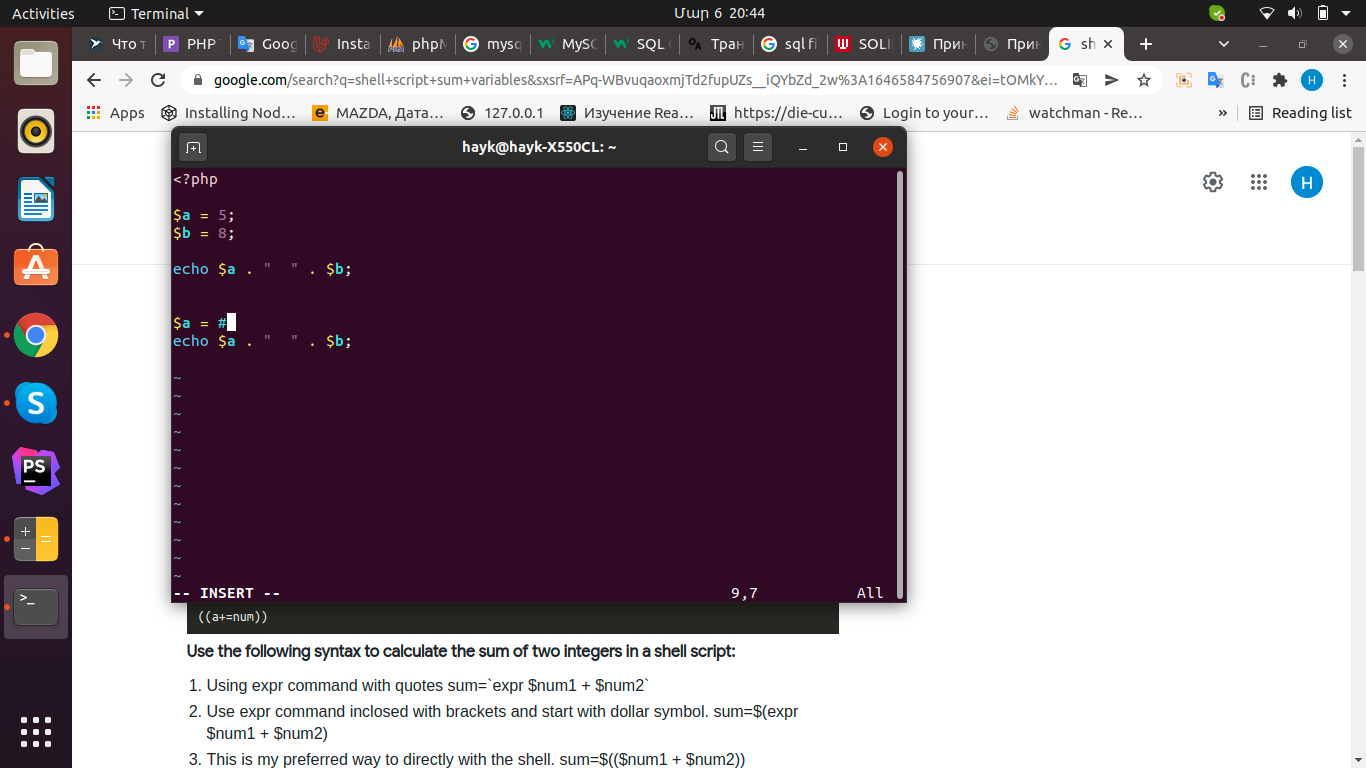 Activities Terminal Մար 6 20:44
Что т PHP Goog Insta phpM mysq MySC SQL Тран sql fi SOLI При При sh
google.com/search?q=shell+script+sum+variables&sxsrf=APq-WBvuqaoxmjTd2fupUZs__iQYbZd_2w%3A1646584756907&ei=tOMkY…
Apps Installing Nod… MAZDA, Дата… 127.0.0.1 Изучение Rea… https://die-cu… Login to your… watchman - Re… » Reading list
hayk@hayk-X550CL: ~
<?php
$a = 5;
$b = 8;
echo $a . "  " . $b;
$a = #
echo $a . "  " . $b;
~
~
~
~
~
~
~
~
~
~
~
~
-- INSERT -- 9,7 All
H
H
PS
((a+=num))
Use the following syntax to calculate the sum of two integers in a shell script:
1. Using expr command with quotes sum=`expr $num1 + $num2`
2. Use expr command inclosed with brackets and start with dollar symbol. sum=$(expr
$num1 + $num2)
3. This is my preferred way to directly with the shell. sum=$(($num1 + $num2))